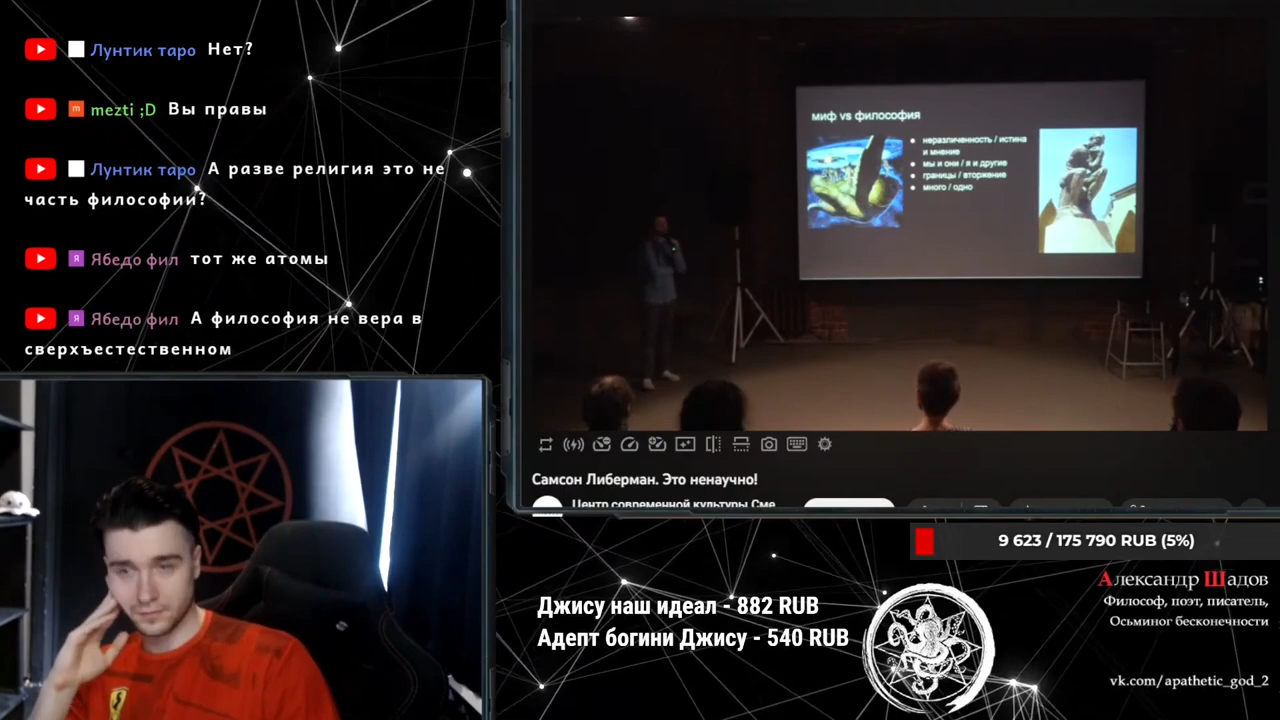 Лунтик таро Нет?
m mezti ;D Вы правы
Лунтик таро А разве религия это не
часть философии?
Я Ябедо фил тот же атомы
Я Ябедо фил А философия не вера в
сверхъестественном
миф vs философия
неразличенность / истина
и мнение
мы и они / я и другие
границы / вторжение
много / одно
Самсон Либерман. Это ненаучно!
Центр современной культуры Сме
9 623 / 175 790 RUB (5%)
Джису наш идеал - 882 RUB
Адепт богини Джису - 540 RUB
Александр Шадов
Философ, поэт, писатель,
Осьминог бесконечности
vk.com/apathetic_god_2